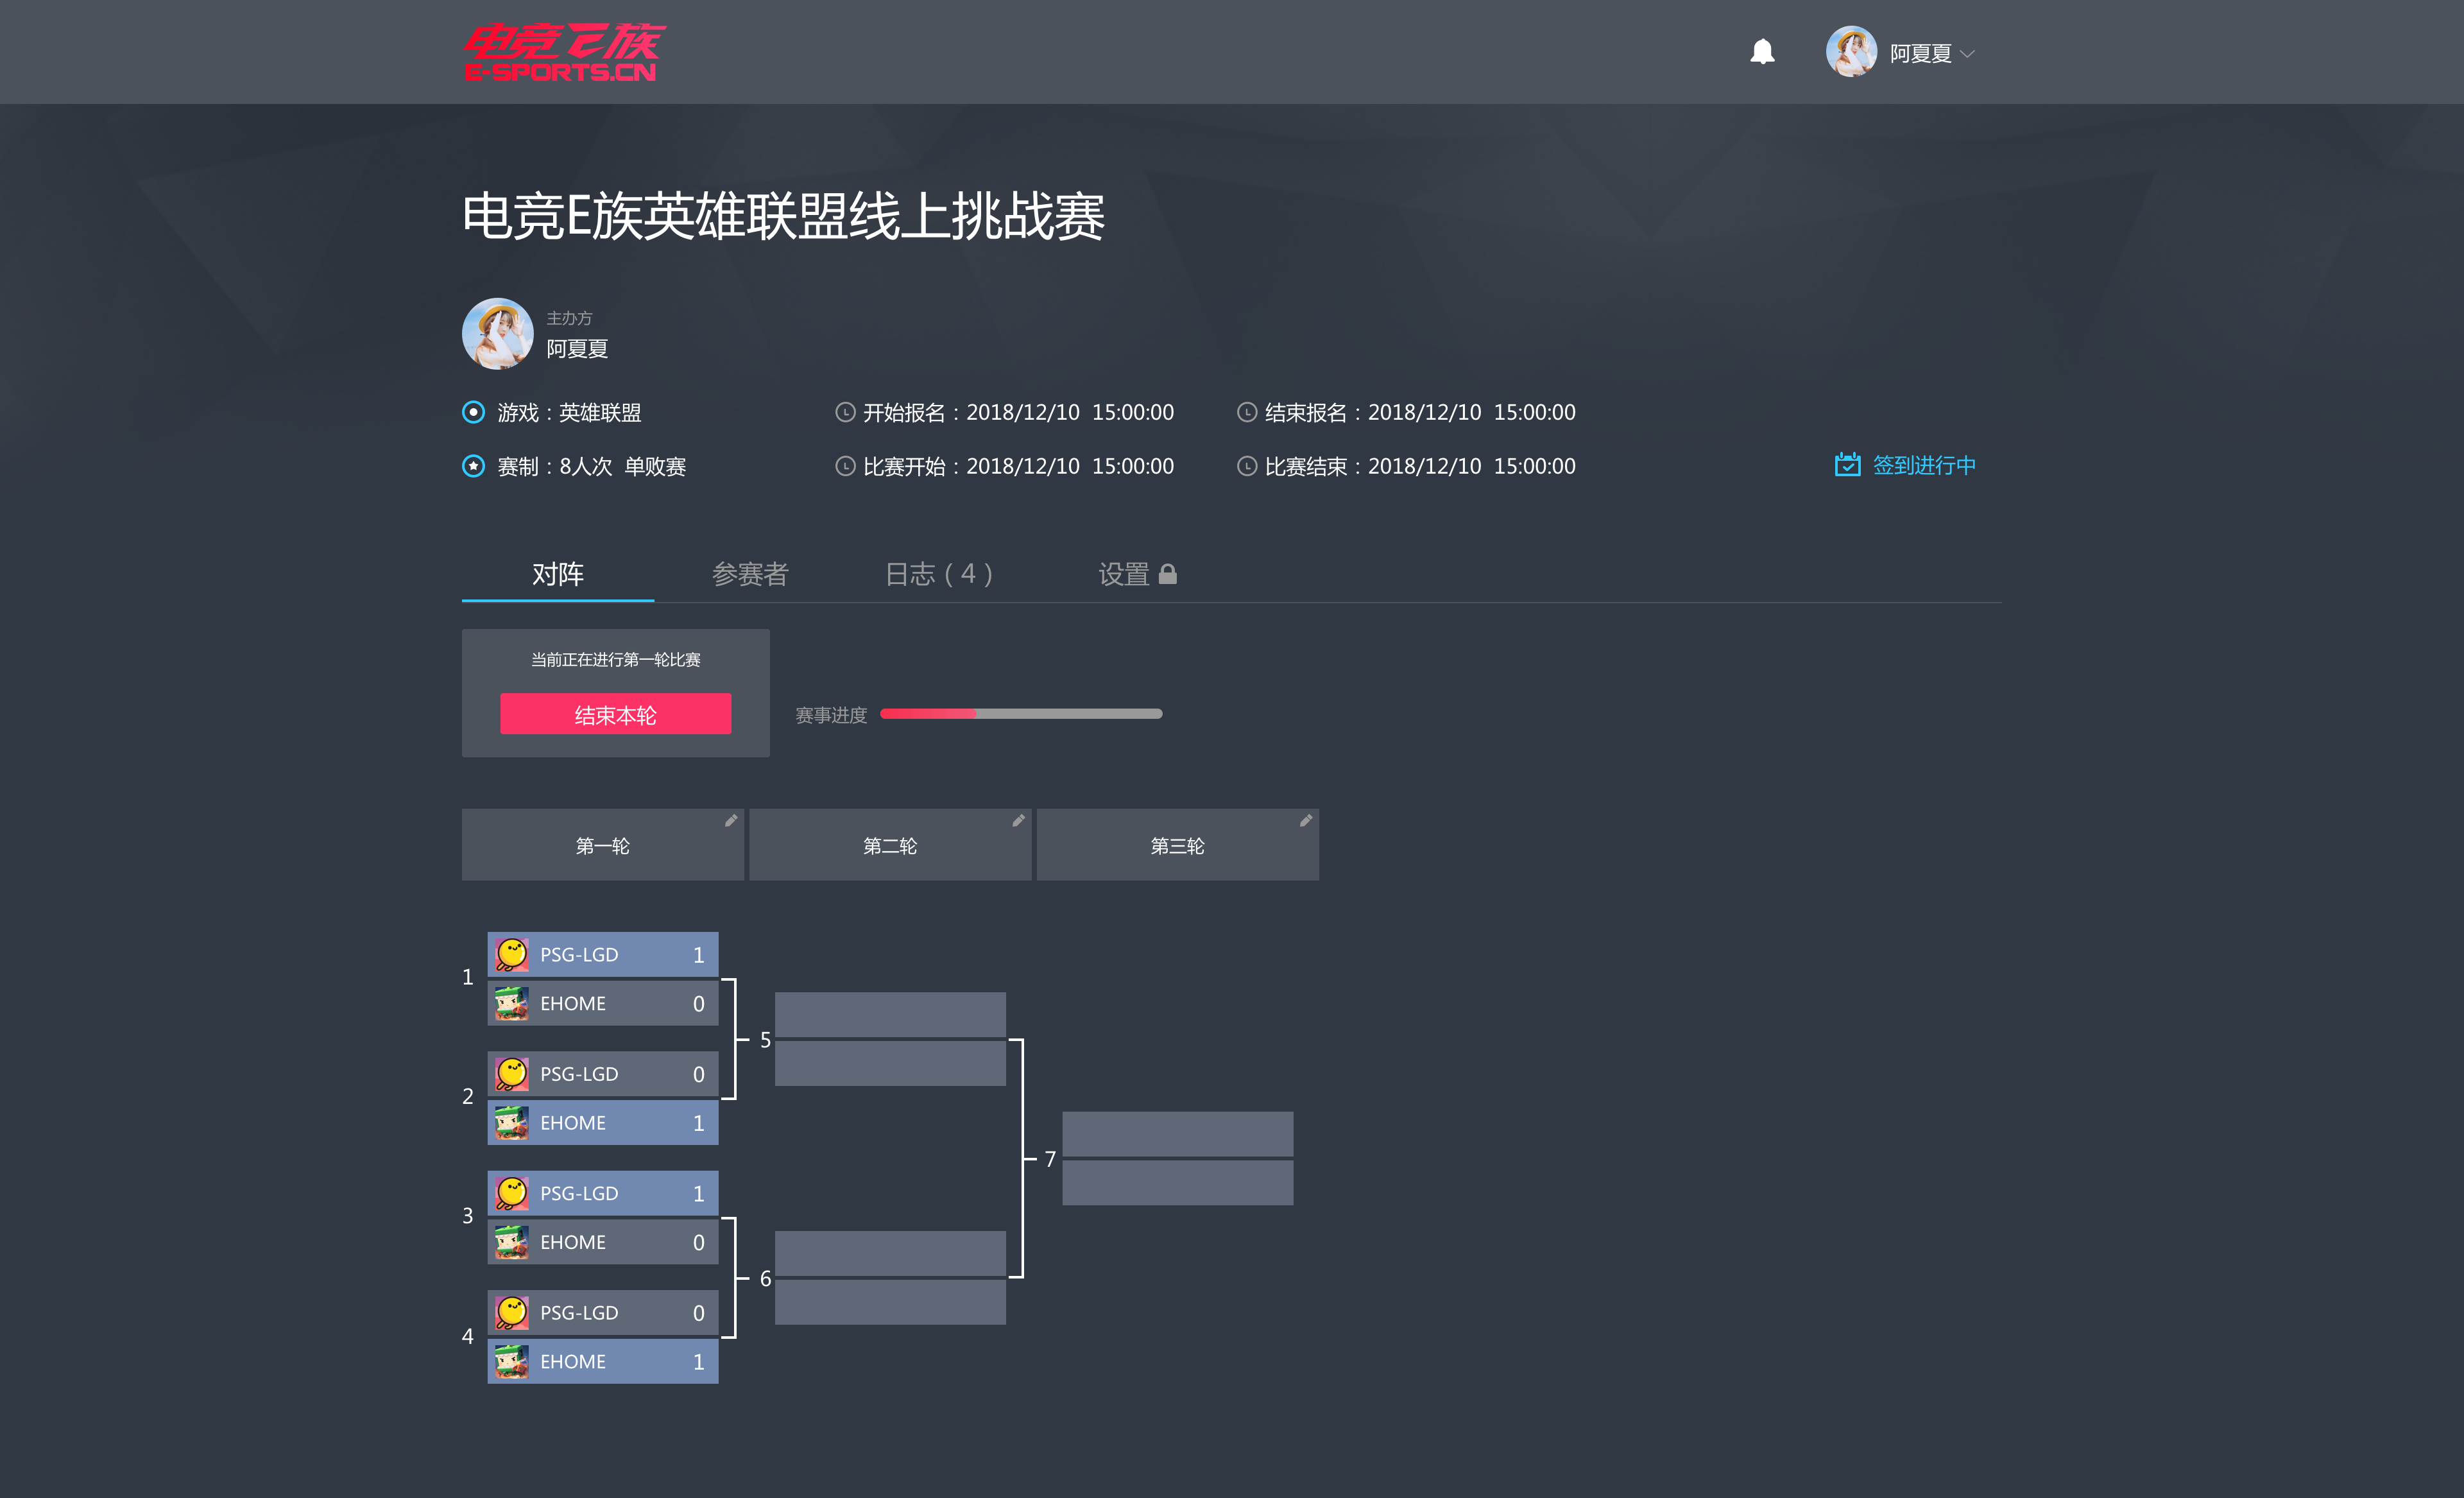 电竞E族
E-SPORTS.CN
阿夏夏
电竞E族英雄联盟线上挑战赛
主办方
阿夏夏
游戏：英雄联盟 开始报名：2018/12/10 15:00:00 结束报名：2018/12/10 15:00:00
赛制：8人次 单败赛 比赛开始：2018/12/10 15:00:00 比赛结束：2018/12/10 15:00:00 签到进行中
对阵 参赛者 日志（4） 设置
当前正在进行第一轮比赛
结束本轮
赛事进度
第一轮 第二轮 第三轮
PSG-LGD 1
1
EHOME 0
5
PSG-LGD 0
2
EHOME 1
7
PSG-LGD 1
3
EHOME 0
6
PSG-LGD 0
4
EHOME 1